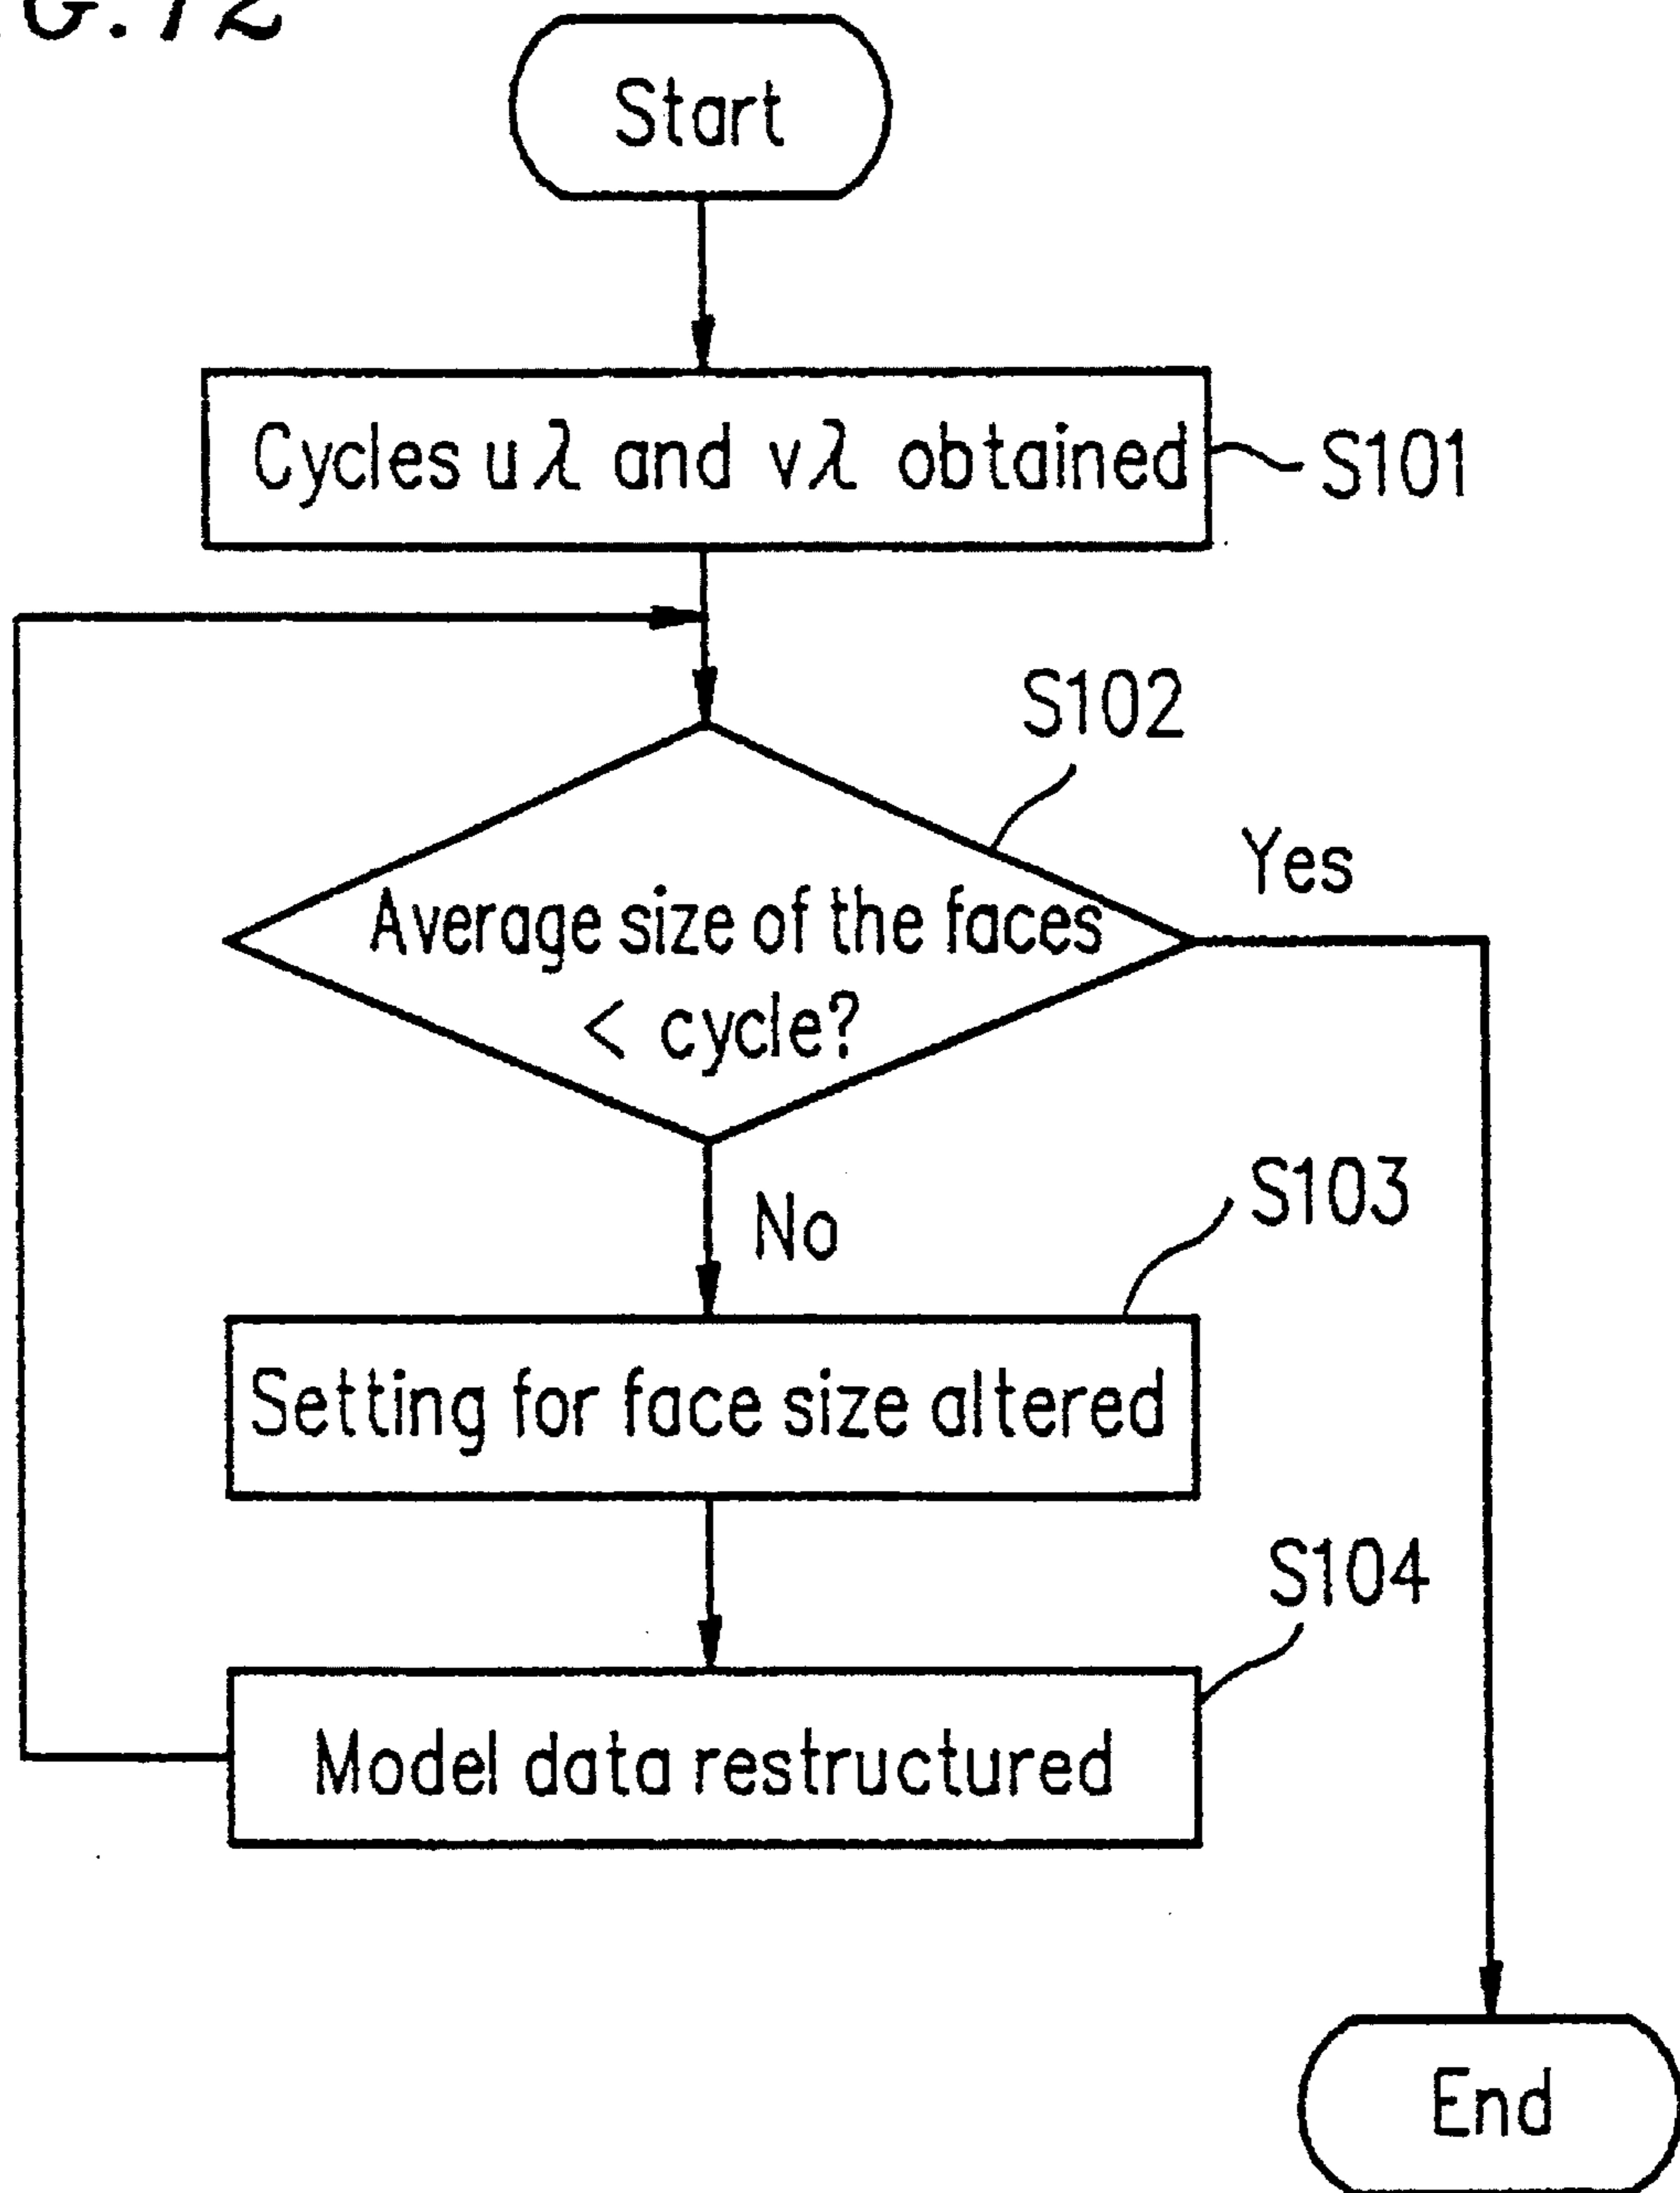 G.12
Start
Cycles uλ and vλ obtained
S101
S102
Yes
Average size of the faces
< cycle?
No
S103
Setting for face size altered
S104
Model data restructured
End